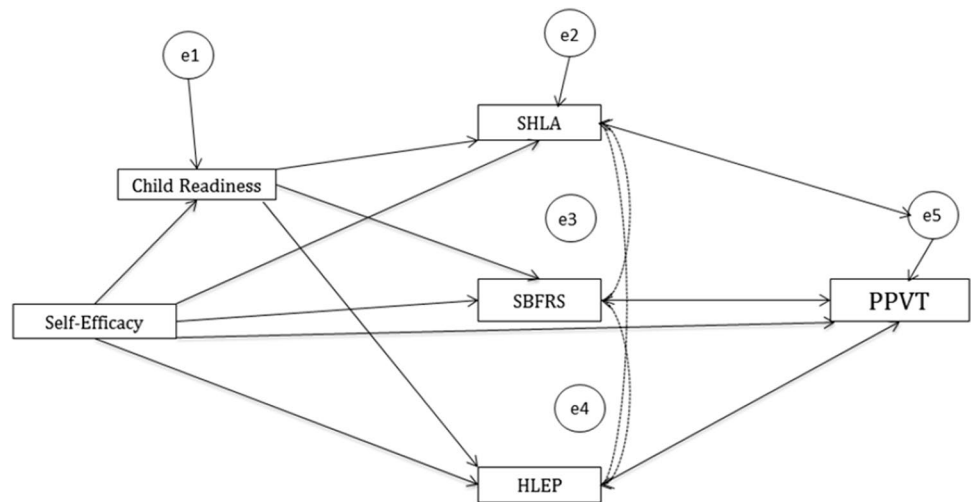 e1
e2
SHLA
Child Readiness
e3
e5
SBFRS
PPVT
Self-Efficacy
e4
HLEP